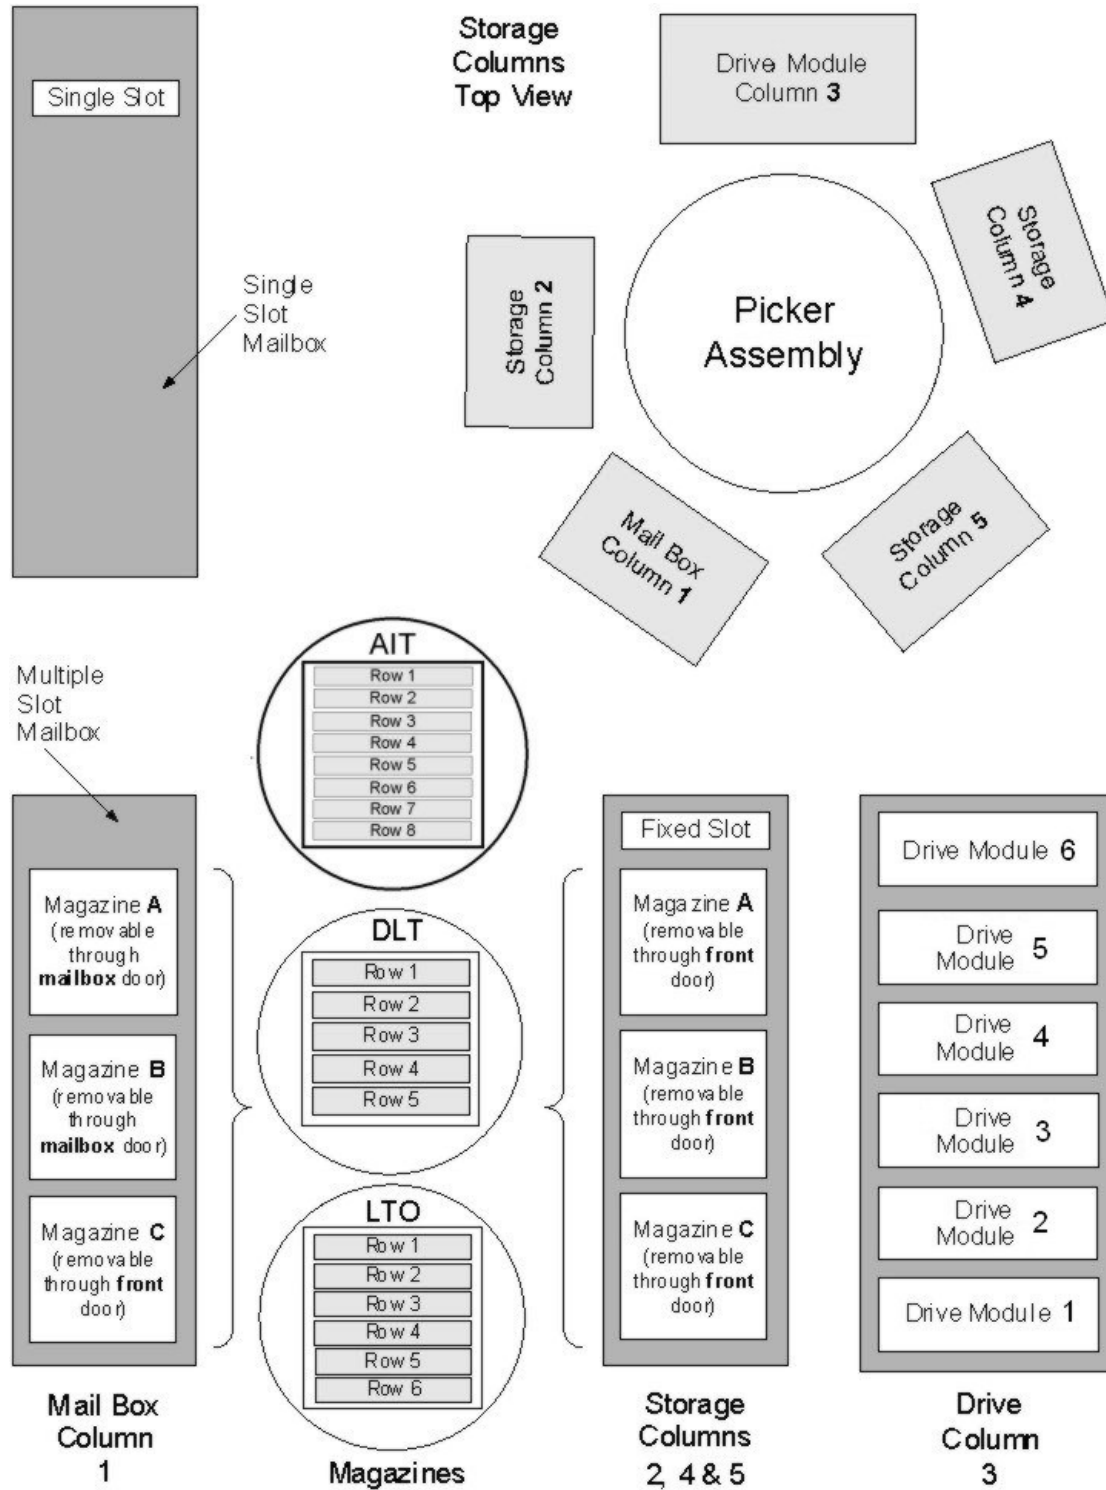 Single Slot
Single
Slot
Mailbox
Storage
Columns
Top View
Drive Module
Column 3
Storage
Column 4
Storage
Column 2
Picker
Assembly
Mail Box
Column 1
Storage
Column 5
Multiple
Slot
Mailbox
AIT
Row 1
Row 2
Row 3
Row 4
Row 5
Row 6
Row 7
Row 8
Magazine A
(removable
through
mailbox door)
Magazine B
(removable
through
mailbox door)
Magazine C
(removable
through front
door)
Mail Box
Column
1
DLT
Row 1
Row 2
Row 3
Row 4
Row 5
LTO
Row 1
Row 2
Row 3
Row 4
Row 5
Row 6
Magazines
Fixed Slot
Magazine A
(removable
through front
door)
Magazine B
(removable
through front
door)
Magazine C
(removable
through front
door)
Storage
Columns
2, 4 & 5
Drive Module 6
Drive
Module 5
Drive
Module 4
Drive
Module 3
Drive
Module 2
Drive Module 1
Drive
Column
3